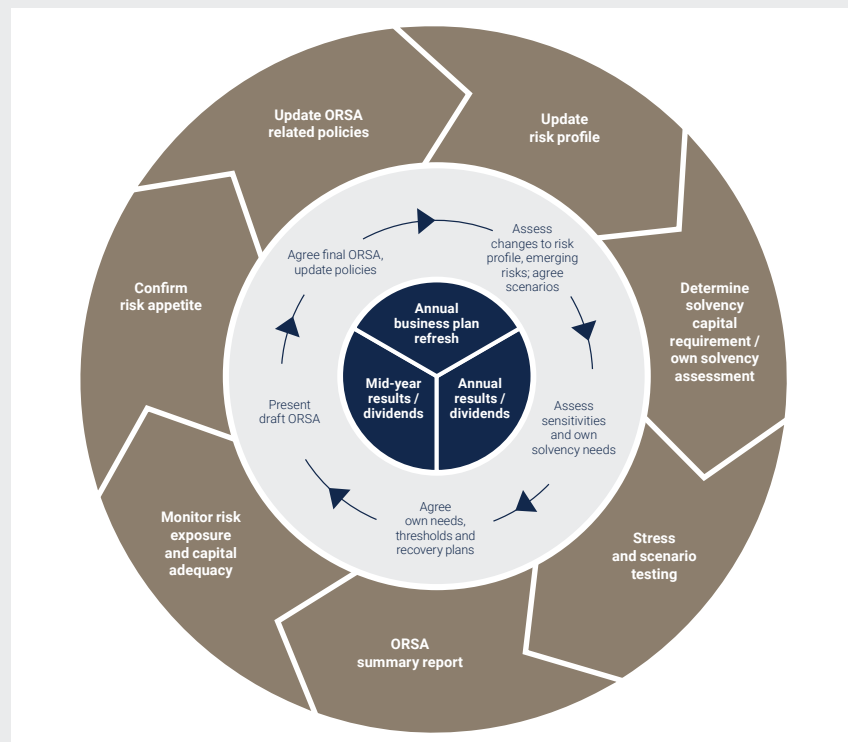 Update ORSA
related policies
Update
risk profile
Determine
solvency
capital
requirement /
own solvency
assessment
Stress
and scenario
testing
ORSA
summary report
Monitor risk
exposure
and capital
adequacy
Confirm
risk appetite
Agree final ORSA,
update policies
Assess
changes to risk
profile, emerging
risks; agree
scenarios
Assess
sensitivities
and own
solvency needs
Agree
own needs,
thresholds and
recovery plans
Present
draft ORSA
Annual
business plan
refresh
Mid-year
results /
dividends
Annual
results /
dividends